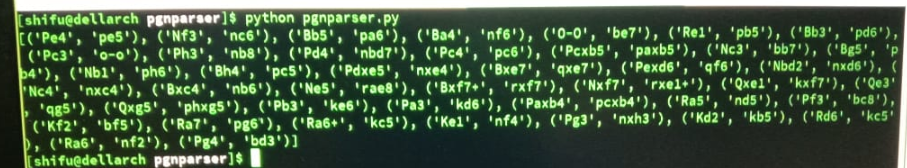 [shifu@dellarch pgnparser]$ python pgnparser.py
[('Pe4', 'pe5'), ('Nf3', 'nc6'), ('Bb5', 'pa6'), ('Ba4', 'nf6'), ('O-O', 'be7'), ('Re1', 'pb5'), ('Bb3', 'pd6'),
('Pc3', 'o-o'), ('Ph3', 'nb8'), ('Pd4', 'nbd7'), ('Pc4', 'pc6'), ('Pcxb5', 'paxb5'), ('Nc3', 'bb7'), ('Bg5', 'p
b4'), ('Nb1', 'ph6'), ('Bh4', 'pc5'), ('Pdxe5', 'nxe4'), ('Bxe7', 'qxe7'), ('Pexd6', 'qf6'), ('Nbd2', 'nxd6'), (
'Nc4', 'nxc4'), ('Bxc4', 'nb6'), ('Ne5', 'rae8'), ('Bxf7+', 'rxf7'), ('Nxf7', 'rxe1+'), ('Qxe1', 'kxf7'), ('Qe3'
, 'qg5'), ('Qxg5', 'phxg5'), ('Pb3', 'ke6'), ('Pa3', 'kd6'), ('Paxb4', 'pcxb4'), ('Ra5', 'nd5'), ('Pf3', 'bc8'),
('Kf2', 'bf5'), ('Ra7', 'pg6'), ('Ra6+', 'kc5'), ('Ke1', 'nf4'), ('Pg3', 'nxh3'), ('Kd2', 'kb5'), ('Rd6', 'kc5'
), ('Ra6', 'nf2'), ('Pg4', 'bd3')]
[shifu@dellarch pgnparser]$